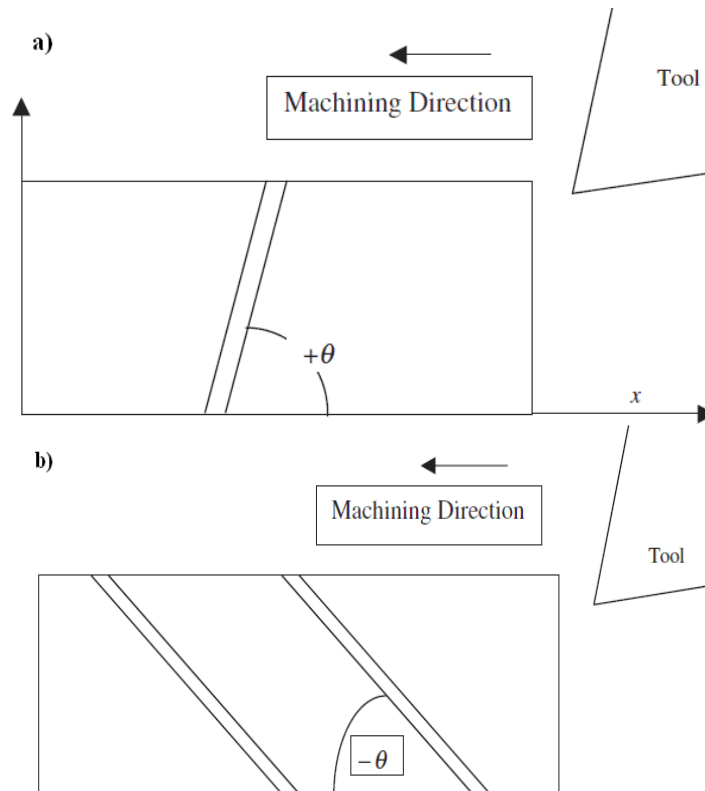 a)
Machining Direction
Tool
+θ
x
b)
Machining Direction
Tool
−θ